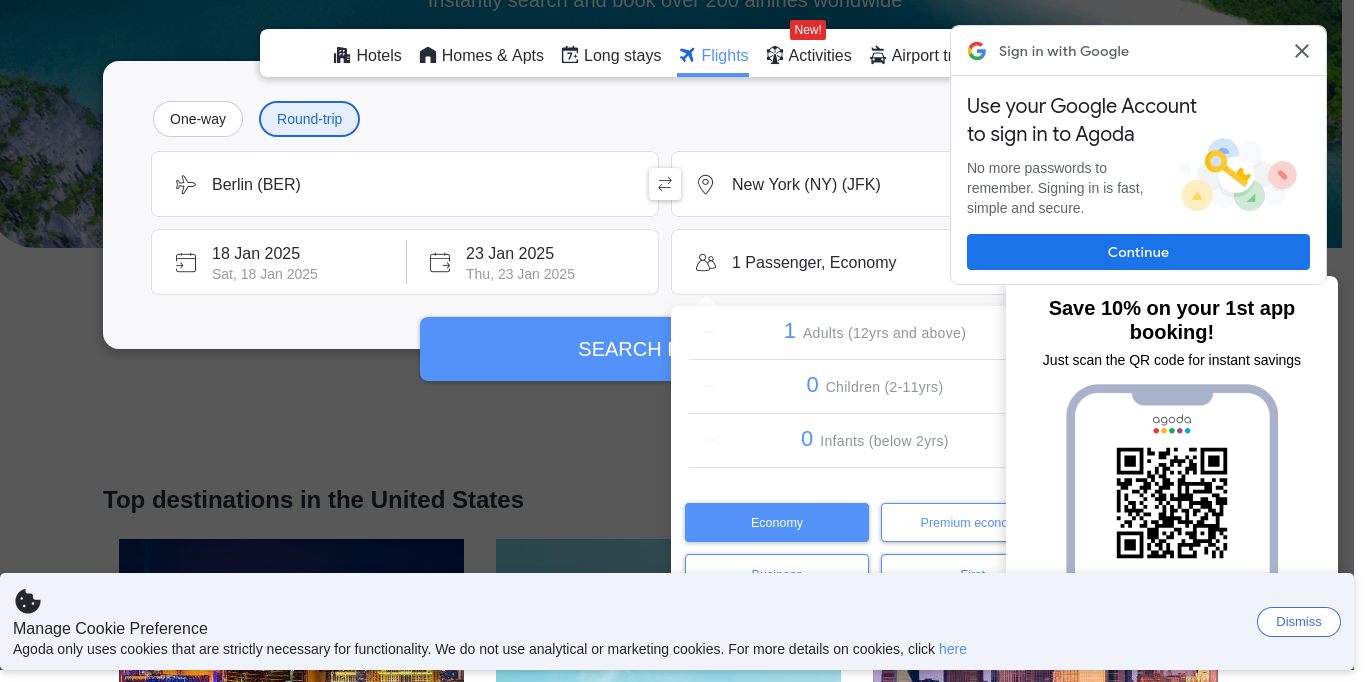 Instantly search and book over 200 airlines worldwide
New!
Hotels
Homes & Apts
Long stays
Flights
Activities
Airport tr
One-way
Round-trip
Berlin (BER)
New York (NY) (JFK)
18 Jan 2025
Sat, 18 Jan 2025
23 Jan 2025
Thu, 23 Jan 2025
1 Passenger, Economy
SEARCH
1 Adults (12yrs and above)
0 Children (2-11yrs)
0 Infants (below 2yrs)
Economy
Premium econo
Business
First
Sign in with Google
Use your Google Account
to sign in to Agoda
No more passwords to
remember. Signing in is fast,
simple and secure.
Continue
Save 10% on your 1st app
booking!
Just scan the QR code for instant savings
agoda
Top destinations in the United States
Manage Cookie Preference
Agoda only uses cookies that are strictly necessary for functionality. We do not use analytical or marketing cookies. For more details on cookies, click here
Dismiss